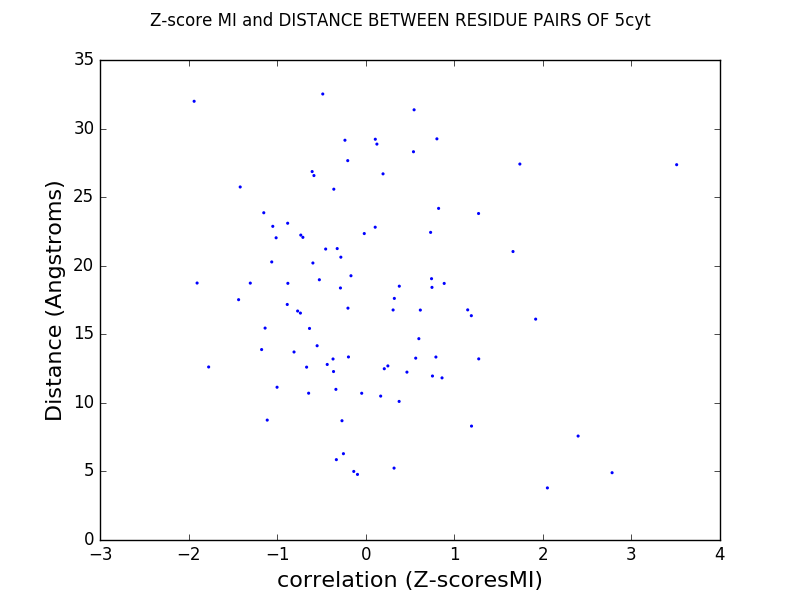 Z-score MI and DISTANCE BETWEEN RESIDUE PAIRS OF 5cyt
35
30
25
20
15
10
5
0
Distance (Angstroms)
−3 −2 −1 0 1 2 3 4
correlation (Z-scoresMI)